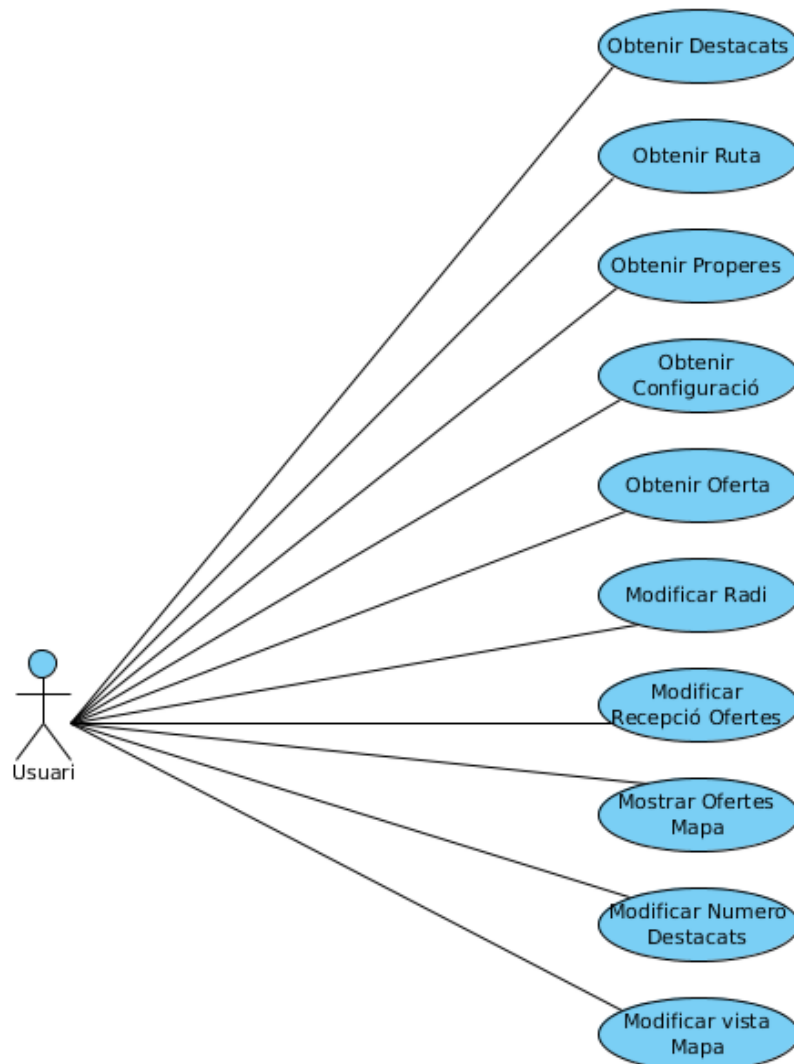 Obtenir Destacats
Obtenir Ruta
Obtenir Properes
Obtenir
Configuració
Obtenir Oferta
Modificar Radi
Modificar
Recepció Ofertes
Usuari
Mostrar Ofertes
Mapa
Modificar Numero
Destacats
Modificar vista
Mapa